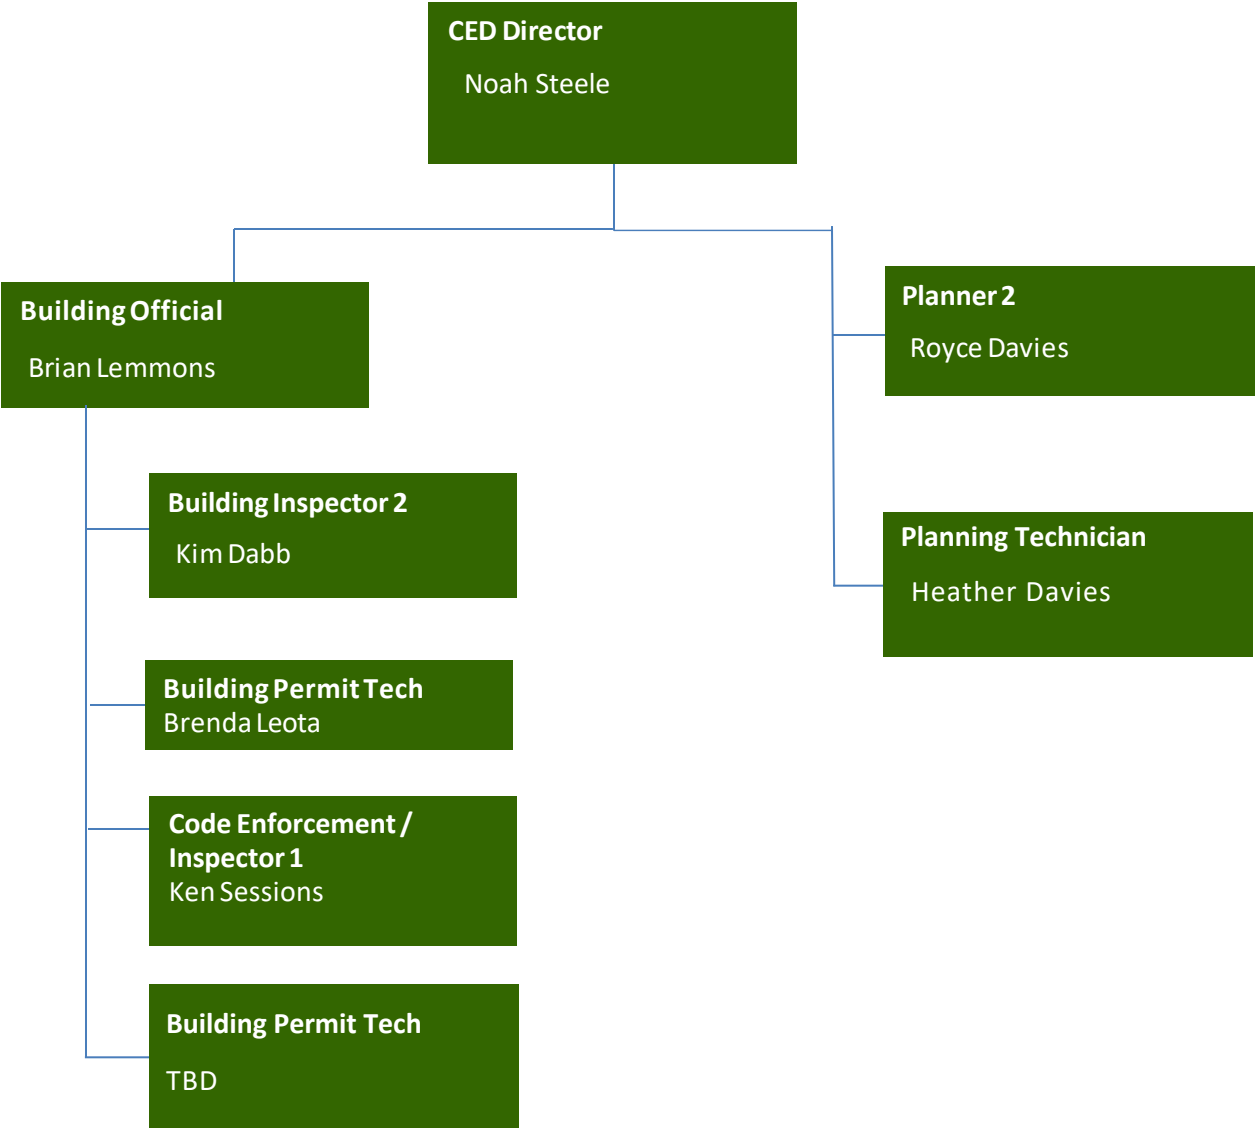 CED Director
Noah Steele
Building Official
Brian Lemmons
Planner 2
Royce Davies
Building Inspector 2
Kim Dabb
Planning Technician
Heather Davies
Building Permit Tech
Brenda Leota
Code Enforcement /
Inspector 1
Ken Sessions
Building Permit Tech
TBD